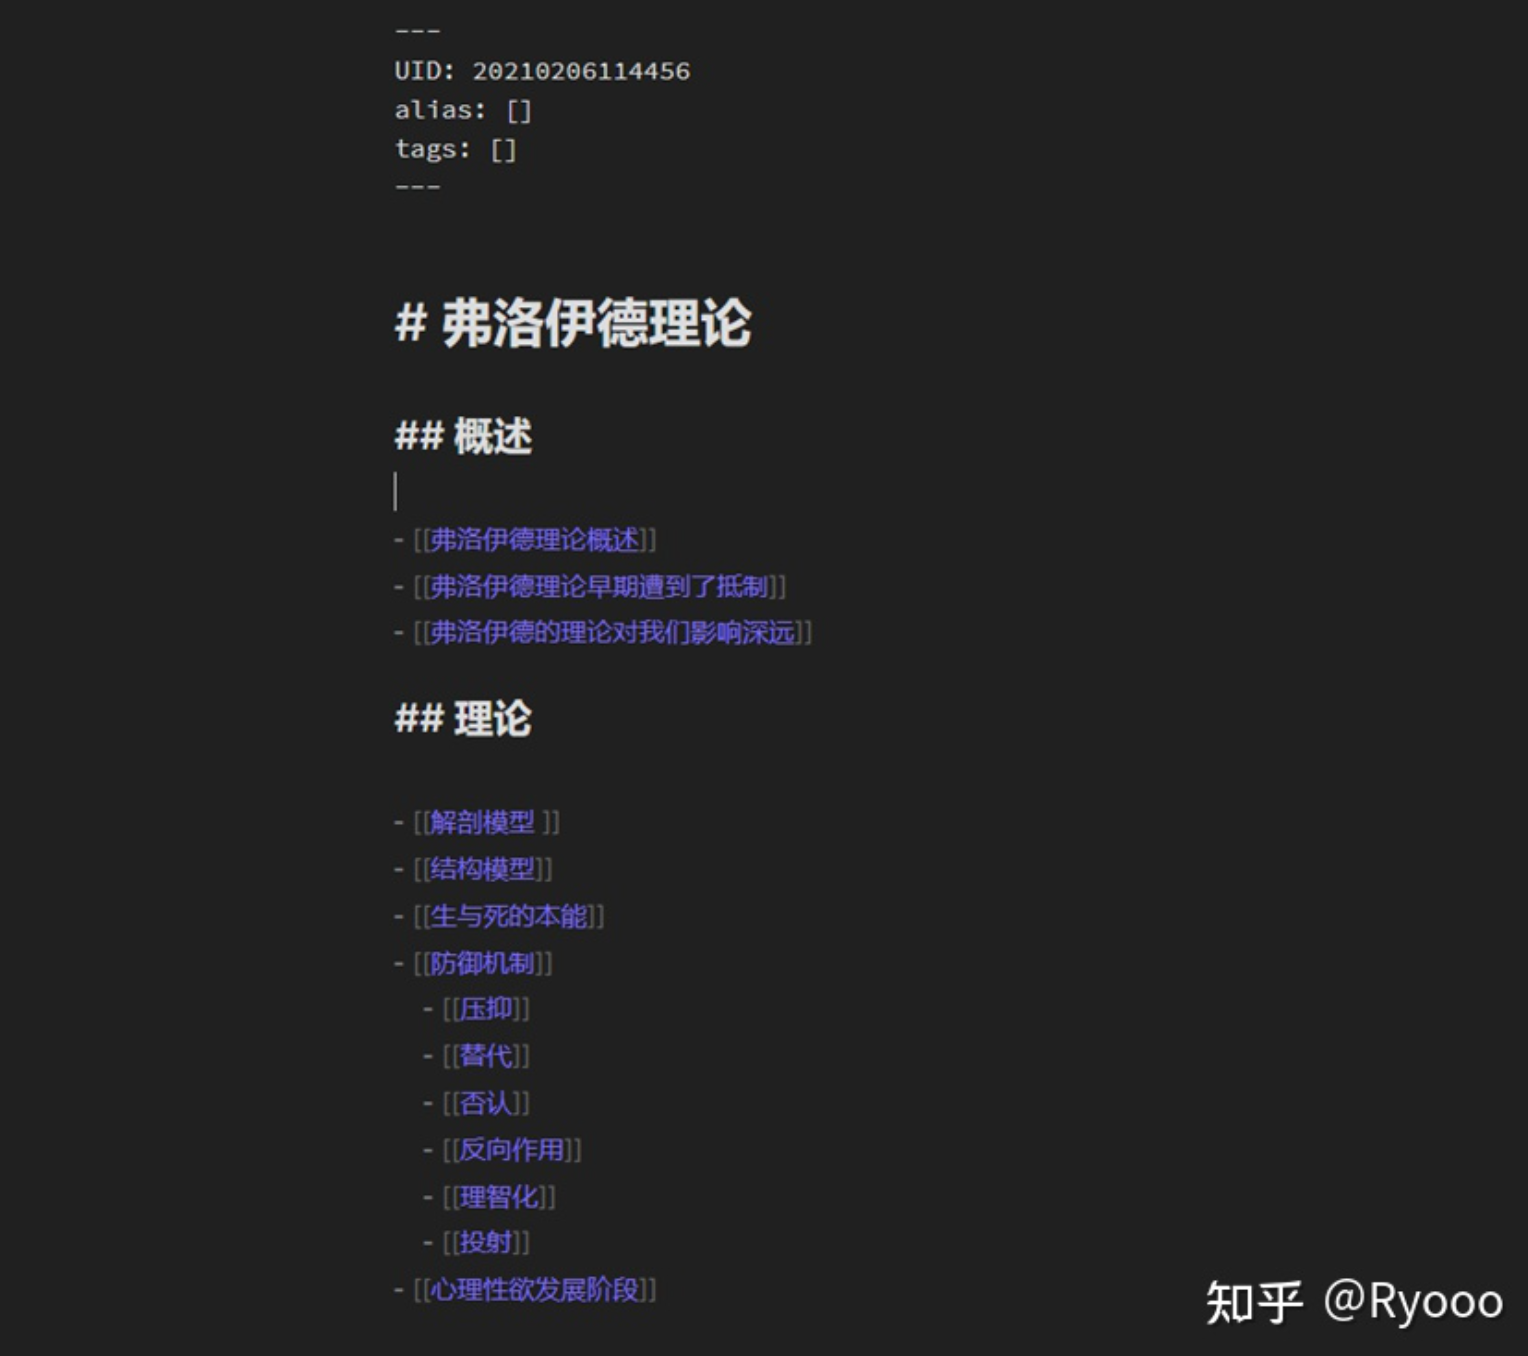 ---
UID: 20210206114456
alias: []
tags: []
---
# 弗洛伊德理论
## 概述
- [[弗洛伊德理论概述]]
- [[弗洛伊德理论早期遭到了抵制]]
- [[弗洛伊德的理论对我们影响深远]]
## 理论
- [[解剖模型 ]]
- [[结构模型]]
- [[生与死的本能]]
- [[防御机制]]
- [[压抑]]
- [[替代]]
- [[否认]]
- [[反向作用]]
- [[理智化]]
- [[投射]]
- [[心理性欲发展阶段]]
知乎 @Ryooo